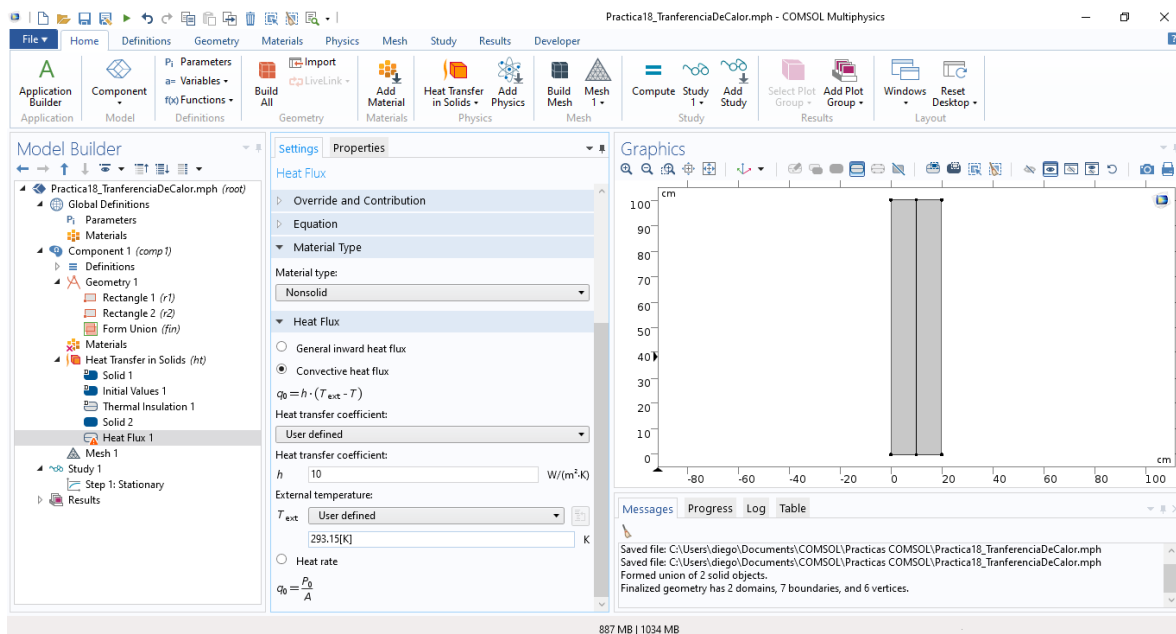 Practica18_TranferenciaDeCalor.mph - COMSOL Multiphysics
File Home Definitions Geometry Materials Physics Mesh Study Results Developer
Application Builder
Component
Pi Parameters
a= Variables
f(x) Functions
Build All
Import
LiveLink
Add Material
Heat Transfer in Solids
Add Physics
Build Mesh
Mesh 1
Compute
Study 1
Add Study
Select Plot Group
Add Plot Group
Windows
Reset Desktop
Application Model Definitions Geometry Materials Physics Mesh Study Results Layout
Model Builder
Practica18_TranferenciaDeCalor.mph (root)
Global Definitions
Pi Parameters
Materials
Component 1 (comp1)
Definitions
Geometry 1
Rectangle 1 (r1)
Rectangle 2 (r2)
Form Union (fin)
Materials
Heat Transfer in Solids (ht)
Solid 1
Initial Values 1
Thermal Insulation 1
Solid 2
Heat Flux 1
Mesh 1
Study 1
Step 1: Stationary
Results
Settings Properties
Heat Flux
Override and Contribution
Equation
Material Type
Material type:
Nonsolid
Heat Flux
General inward heat flux
Convective heat flux
q₀=h·(Text-T)
Heat transfer coefficient:
User defined
Heat transfer coefficient:
h 10 W/(m²·K)
External temperature:
Text User defined
293.15[K] K
Heat rate
q₀=P₀/A
Graphics
cm
100
90
80
70
60
50
40
30
20
10
0
cm
-80 -60 -40 -20 0 20 40 60 80 100
Messages Progress Log Table
Saved file: C:\Users\diego\Documents\COMSOL\Practicas COMSOL\Practica18_TranferenciaDeCalor.mph
Saved file: C:\Users\diego\Documents\COMSOL\Practicas COMSOL\Practica18_TranferenciaDeCalor.mph
Formed union of 2 solid objects.
Finalized geometry has 2 domains, 7 boundaries, and 6 vertices.
887 MB | 1034 MB